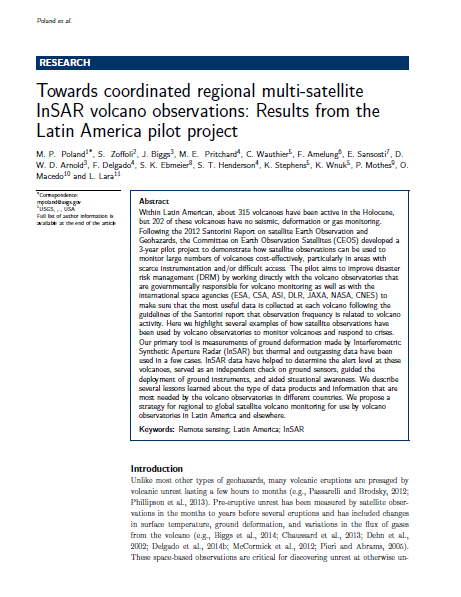 Poland et al.
RESEARCH
Towards coordinated regional multi-satellite
InSAR volcano observations: Results from the
Latin America pilot project
M. P. Poland1*, S. Zoffoli2, J. Biggs3, M. E. Pritchard4, C. Wauthier5, F. Amelung6, E. Sansosti7, D.
W. D. Arnold3, F. Delgado4, S. K. Ebmeier8, S. T. Henderson4, K. Stephens5, K. Wnuk5, P. Mothes9, O.
Macedo10 and L. Lara11
*Correspondence:
mpoland@usgs.gov
1USGS, , , USA
Full list of author information is
available at the end of the article
Abstract
Within Latin American, about 315 volcanoes have been active in the Holocene,
but 202 of these volcanoes have no seismic, deformation or gas monitoring.
Following the 2012 Santorini Report on satellite Earth Observation and
Geohazards, the Committee on Earth Observation Satellites (CEOS) developed a
3-year pilot project to demonstrate how satellite observations can be used to
monitor large numbers of volcanoes cost-effectively, particularly in areas with
scarce instrumentation and/or difficult access. The pilot aims to improve disaster
risk management (DRM) by working directly with the volcano observatories that
are governmentally responsible for volcano monitoring as well as with the
international space agencies (ESA, CSA, ASI, DLR, JAXA, NASA, CNES) to
make sure that the most useful data is collected at each volcano following the
guidelines of the Santorini report that observation frequency is related to volcano
activity. Here we highlight several examples of how satellite observations have
been used by volcano observatories to monitor volcanoes and respond to crises.
Our primary tool is measurements of ground deformation made by Interferometric
Synthetic Aperture Radar (InSAR) but thermal and outgassing data have been
used in a few cases. InSAR data have helped to determine the alert level at these
volcanoes, served as an independent check on ground sensors, guided the
deployment of ground instruments, and aided situational awareness. We describe
several lessons learned about the type of data products and information that are
most needed by the volcano observatories in different countries. We propose a
strategy for regional to global satellite volcano monitoring for use by volcano
observatories in Latin America and elsewhere.
Keywords: Remote sensing; Latin America; InSAR
Introduction
Unlike most other types of geohazards, many volcanic eruptions are presaged by
volcanic unrest lasting a few hours to months (e.g., Passarelli and Brodsky, 2012;
Phillipson et al., 2013). Pre-eruptive unrest has been measured by satellite obser-
vations in the months to years before several eruptions and has included changes
in surface temperature, ground deformation, and variations in the flux of gases
from the volcano (e.g., Biggs et al., 2014; Chaussard et al., 2013; Dehn et al.,
2002; Delgado et al., 2014b; McCormick et al., 2012; Pieri and Abrams, 2005).
These space-based observations are critical for discovering unrest at otherwise un-